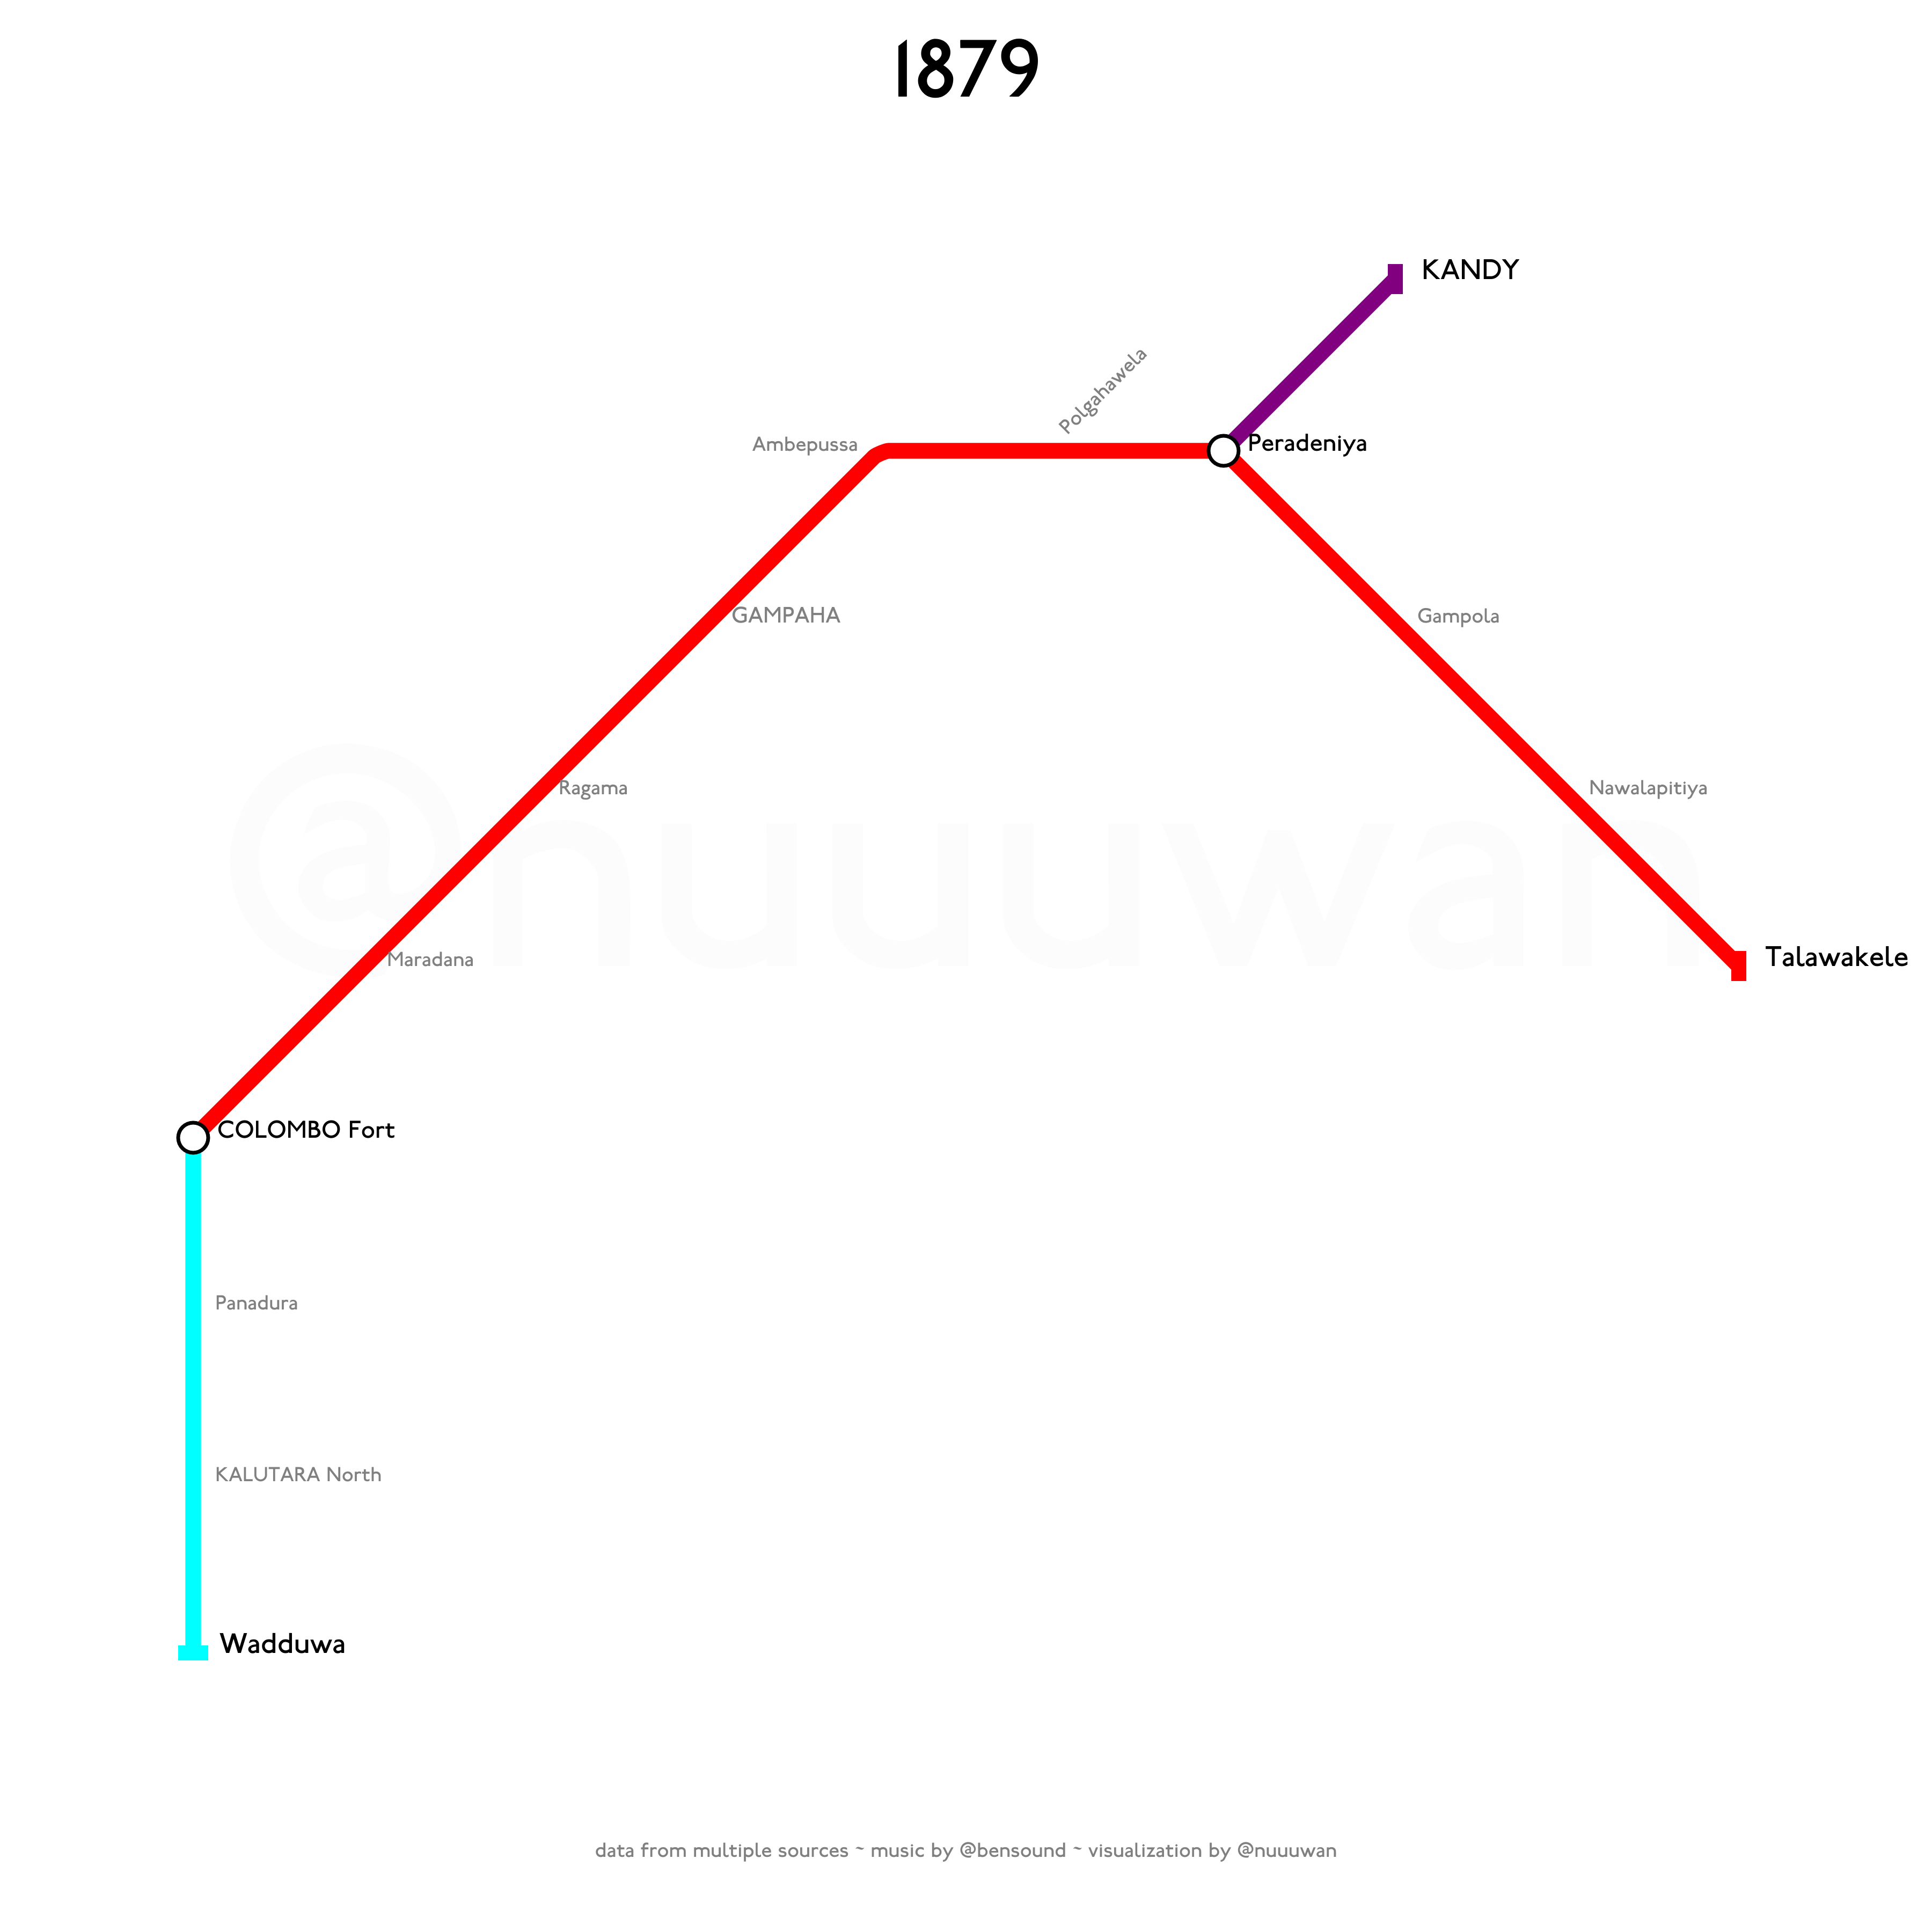 1879
KANDY
Polgahawela
Ambepussa
Peradeniya
GAMPAHA
Gampola
Ragama
Nawalapitiya
@nuuuwan
Maradana
Talawakele
COLOMBO Fort
Panadura
KALUTARA North
Wadduwa
data from multiple sources ~ music by @bensound ~ visualization by @nuuuwan